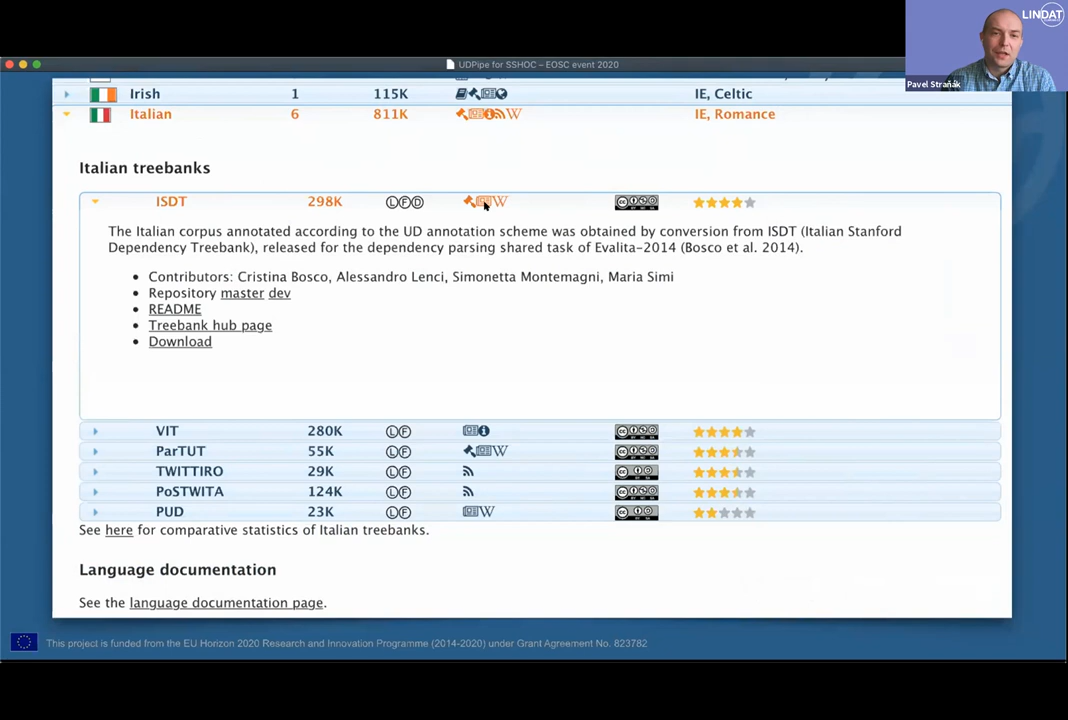 LINDAT
UDPipe for SSHOC – EOSC event 2020
Pavel Straňák
Irish 1 115K IE, Celtic
Italian 6 811K W IE, Romance
Italian treebanks
ISDT 298K L F D W
The Italian corpus annotated according to the UD annotation scheme was obtained by conversion from ISDT (Italian Stanford
Dependency Treebank), released for the dependency parsing shared task of Evalita-2014 (Bosco et al. 2014).
• Contributors: Cristina Bosco, Alessandro Lenci, Simonetta Montemagni, Maria Simi
• Repository master dev
• README
• Treebank hub page
• Download
VIT 280K L F
ParTUT 55K L F W
TWITTIRO 29K L F
PoSTWITA 124K L F
PUD 23K L F W
See here for comparative statistics of Italian treebanks.
Language documentation
See the language documentation page.
This project is funded from the EU Horizon 2020 Research and Innovation Programme (2014-2020) under Grant Agreement No. 823782